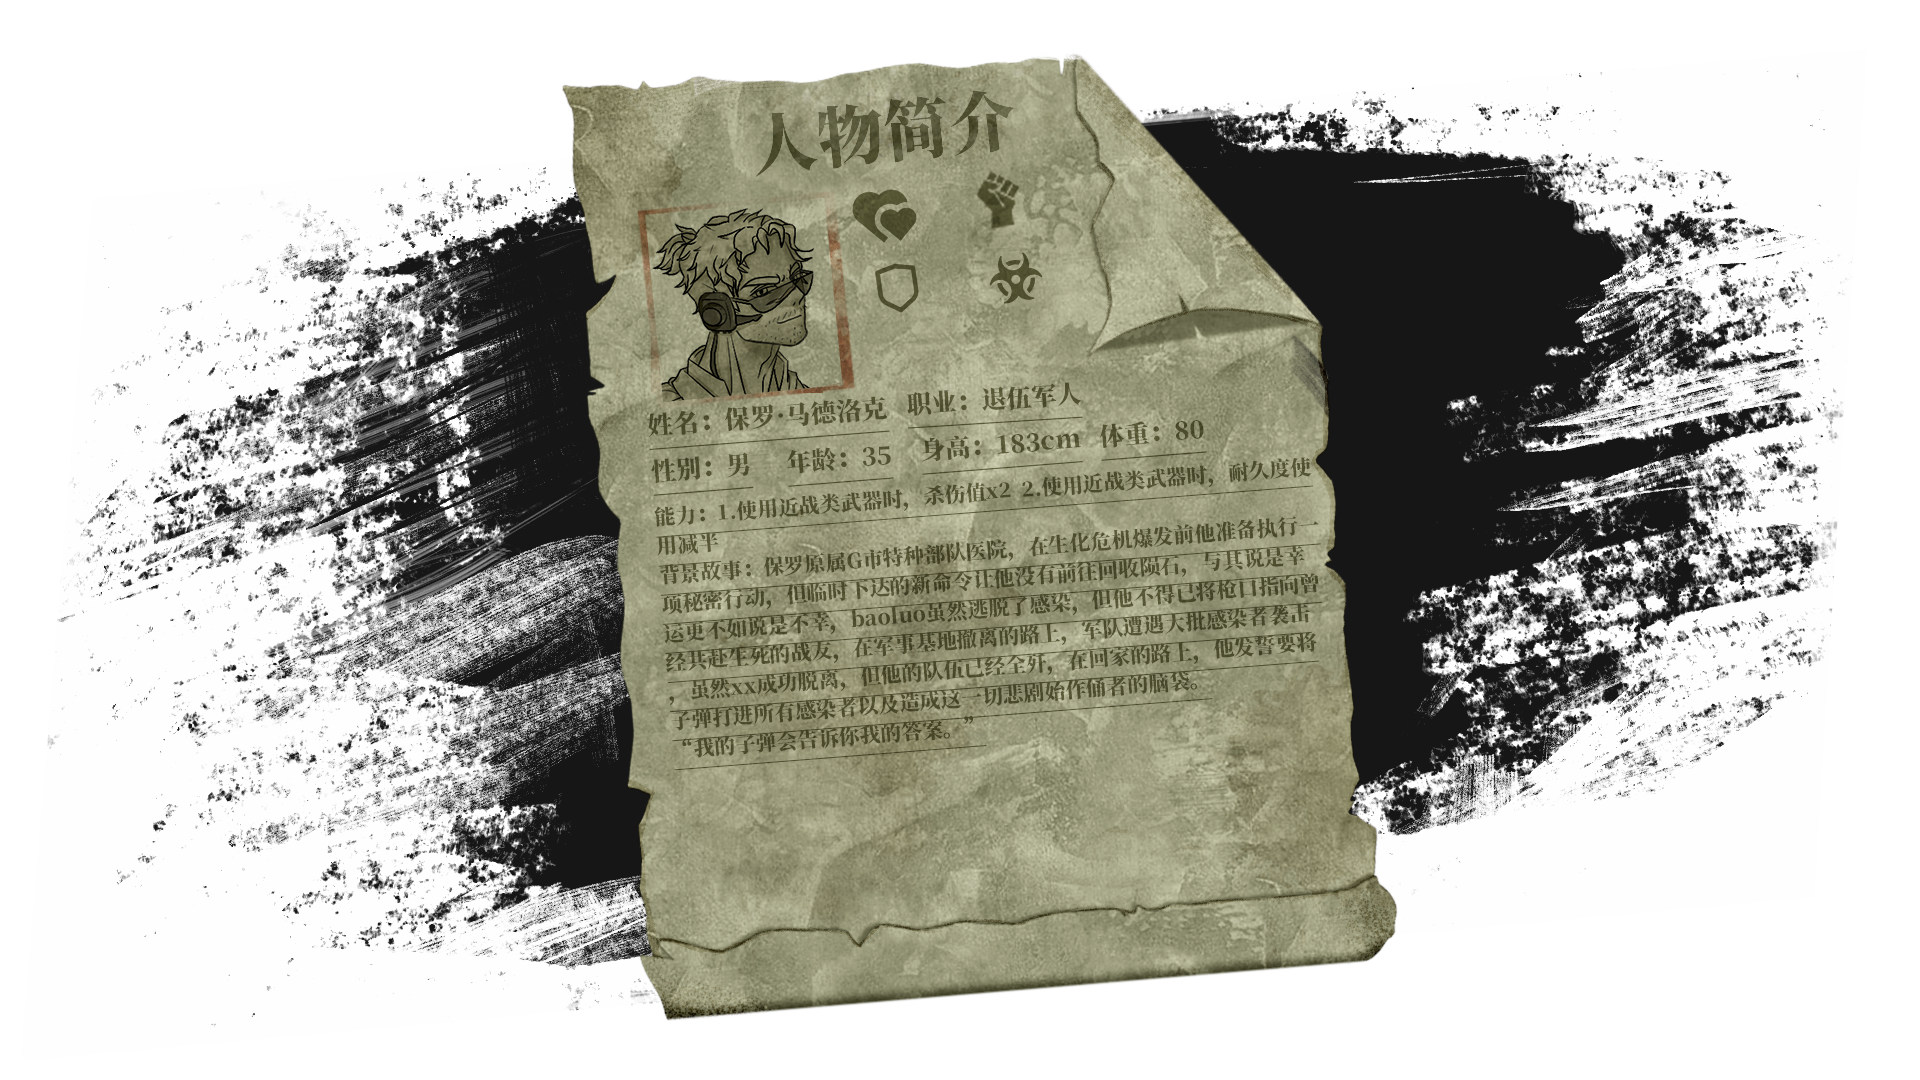 人物简介
姓名：保罗·马德洛克 职业：退伍军人
性别：男 年龄：35 身高：183cm 体重：80
能力：1.使用近战类武器时，杀伤值x2 2.使用近战类武器时，耐久度使
用减半
背景故事：保罗原属G市特种部队医院，在生化危机爆发前他准备执行一
项秘密行动，但临时下达的新命令让他没有前往回收陨石，与其说是幸
运更不如说是不幸，baoluo虽然逃脱了感染，但他不得已将枪口指向曾
经共赴生死的战友，在军事基地撤离的路上，军队遭遇大批感染者袭击
，虽然xx成功脱离，但他的队伍已经全歼，在回家的路上，他发誓要将
子弹打进所有感染者以及造成这一切悲剧始作俑者的脑袋。
“我的子弹会告诉你我的答案。”